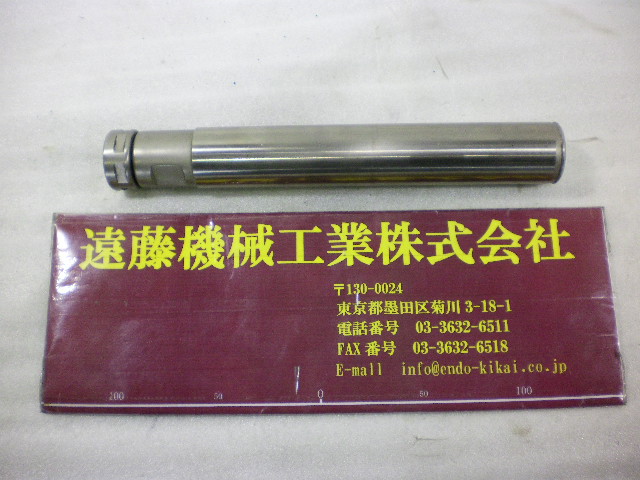 遠藤機械工業株式会社
〒130-0024
東京都墨田区菊川 3-18-1
電話番号 03-3632-6511
FAX 番号 03-3632-6518
E-mall info@endo-kikai.co.jp
100 50 0 50 100